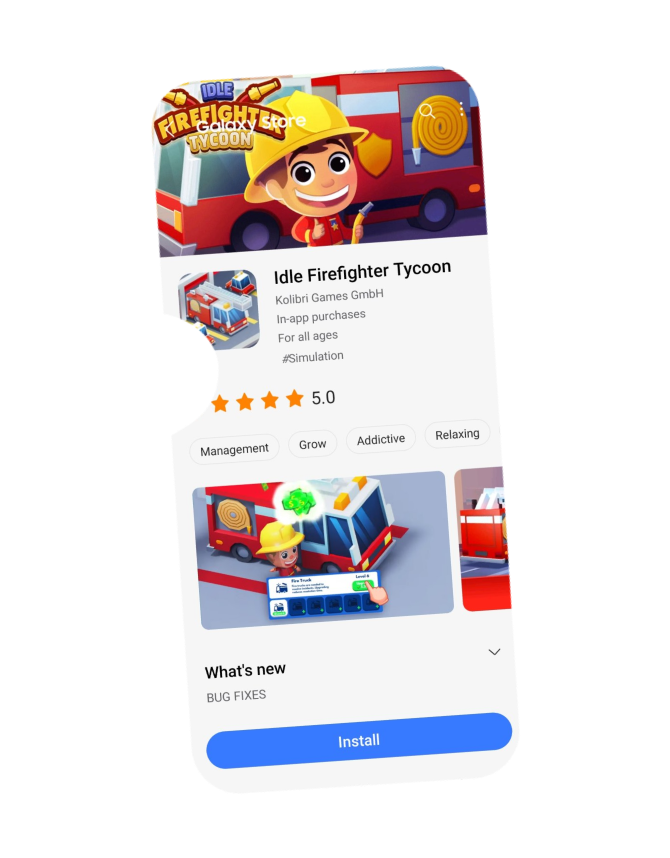 IDLE
FIREFIGHTER
TYCOON
Galaxy Store
Idle Firefighter Tycoon
Kolibri Games GmbH
In-app purchases
For all ages
#Simulation
5.0
Management
Grow
Addictive
Relaxing
Fire Truck
Level 6
What's new
BUG FIXES
Install